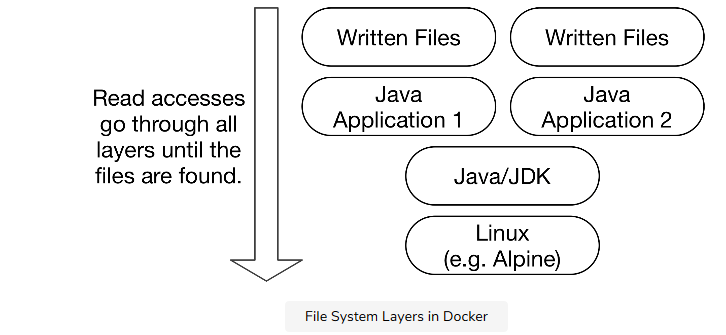 Written Files
Written Files
Read accesses
go through all
layers until the
files are found.
Java
Application 1
Java
Application 2
Java/JDK
Linux
(e.g. Alpine)
File System Layers in Docker